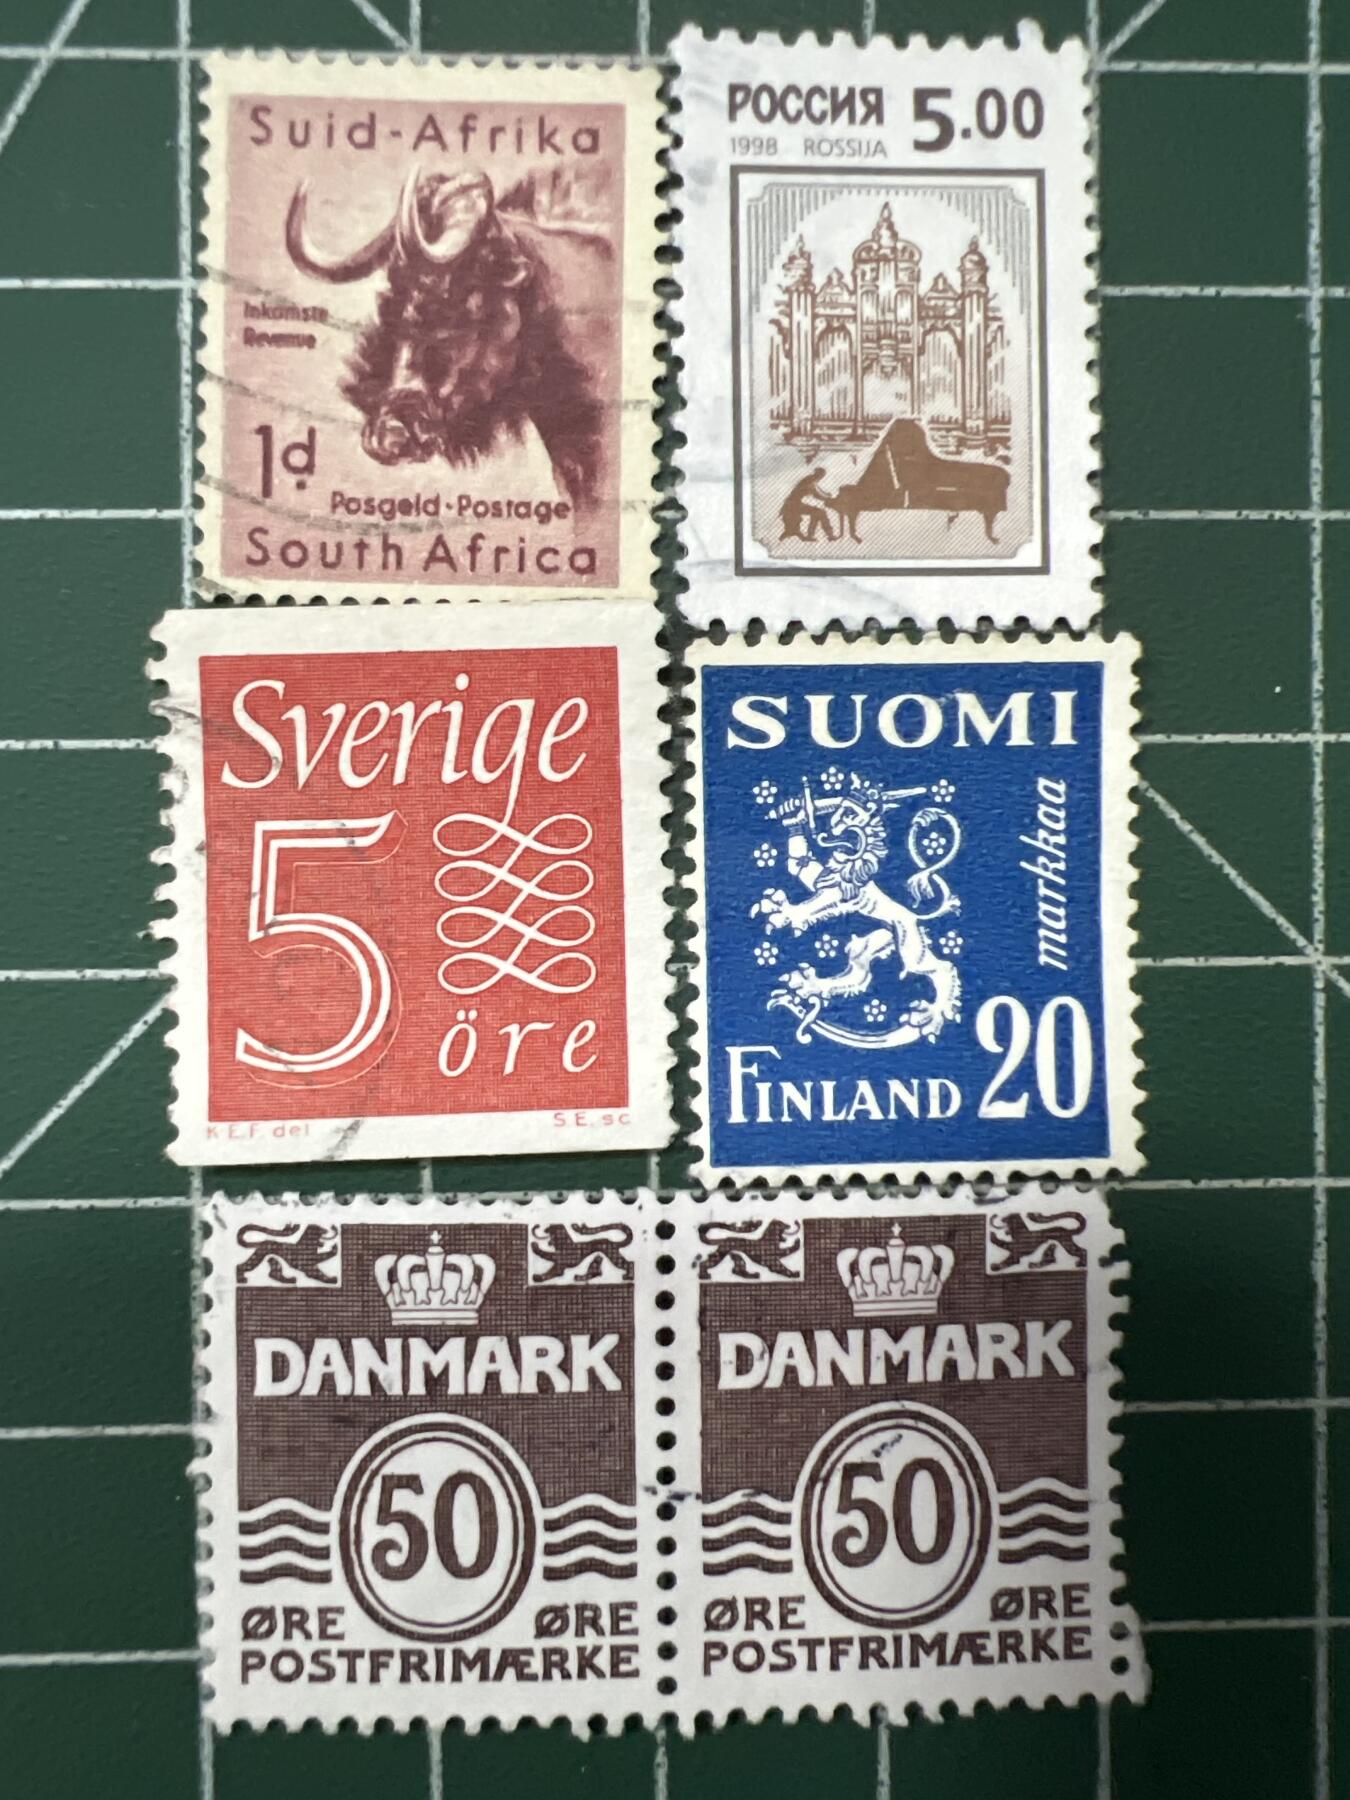 Suid-Afrika
Inkomste
Revenue
1d
Posgeld-Postage
South Africa
РОССИЯ 5.00
1998 ROSSIJA
Sverige
5
öre
K.E.F. del
S.E. sc
SUOMI
markkaa
FINLAND 20
DANMARK
50
ØRE ØRE
POSTFRIMÆRKE
DANMARK
50
ØRE ØRE
POSTFRIMÆRKE